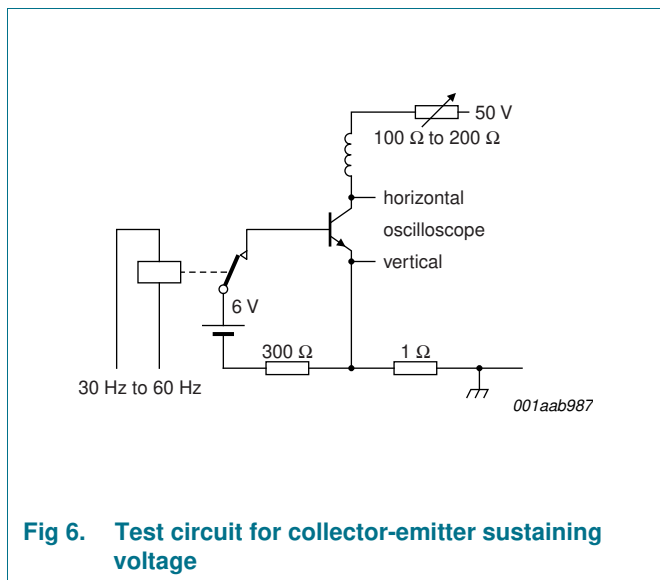 50 V
100 Ω to 200 Ω
horizontal
oscilloscope
vertical
6 V
300 Ω
1 Ω
30 Hz to 60 Hz
001aab987
Fig 6. Test circuit for collector-emitter sustaining
voltage